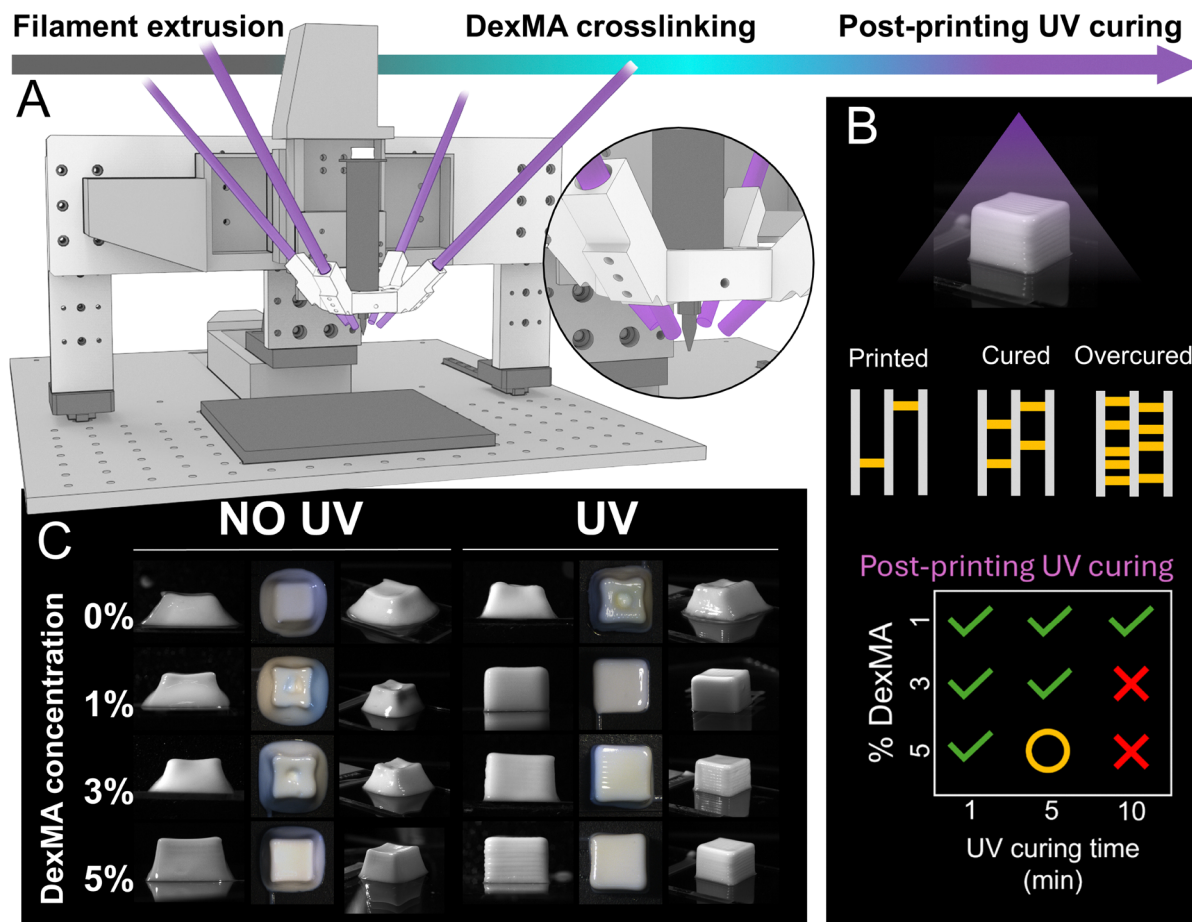 Filament extrusion
DexMA crosslinking
Post-printing UV curing
A
B
Printed
Cured
Overcured
C
NO UV
UV
DexMA concentration
0%
1%
3%
5%
Post-printing UV curing
% DexMA
1
3
5
1
5
10
UV curing time
(min)